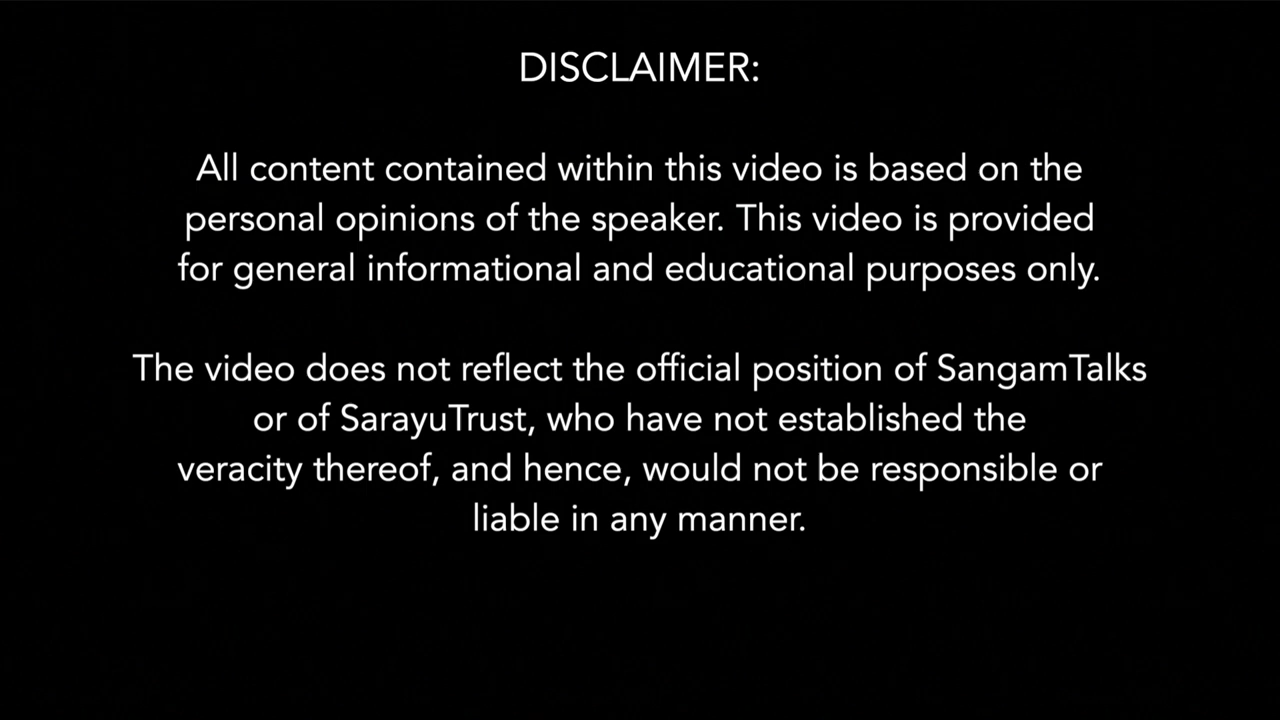 DISCLAIMER:
All content contained within this video is based on the
personal opinions of the speaker. This video is provided
for general informational and educational purposes only.
The video does not reflect the official position of SangamTalks
or of SarayuTrust, who have not established the
veracity thereof, and hence, would not be responsible or
liable in any manner.